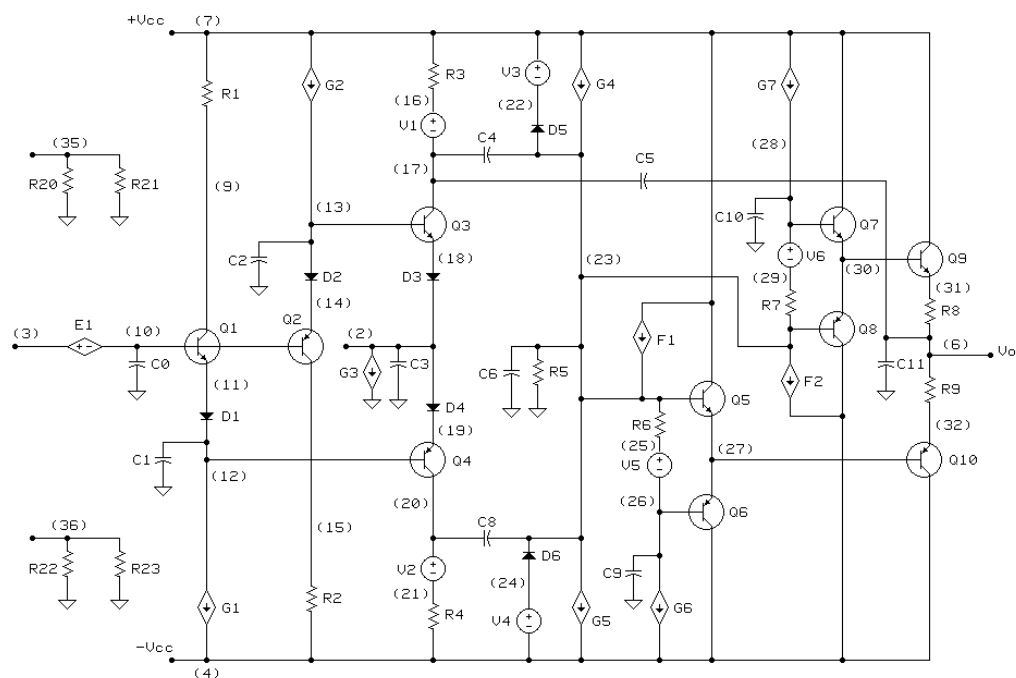 +Vcc (7)
R1
G2
R3
(16)
V1
V3
(22)
D5
G4
G7
(28)
C4
C5
(17)
(35)
R20
R21
(9)
(13)
C2
D2
(14)
Q3
(18)
D3
(23)
C10
Q7
V6
(29)
(30)
R7
Q9
(31)
R8
(3)
E1
(10)
C0
Q1
Q2
(2)
G3
C3
C6
R5
F1
Q8
F2
C11
(6)
Vo
(11)
D1
D4
(19)
Q4
C1
(12)
Q5
R6
(25)
V5
(26)
(27)
R9
(32)
Q10
(20)
Q6
(36)
R22
R23
(15)
C8
D6
(24)
V2
(21)
R4
V4
C9
G1
R2
G5
G6
-Vcc
(4)